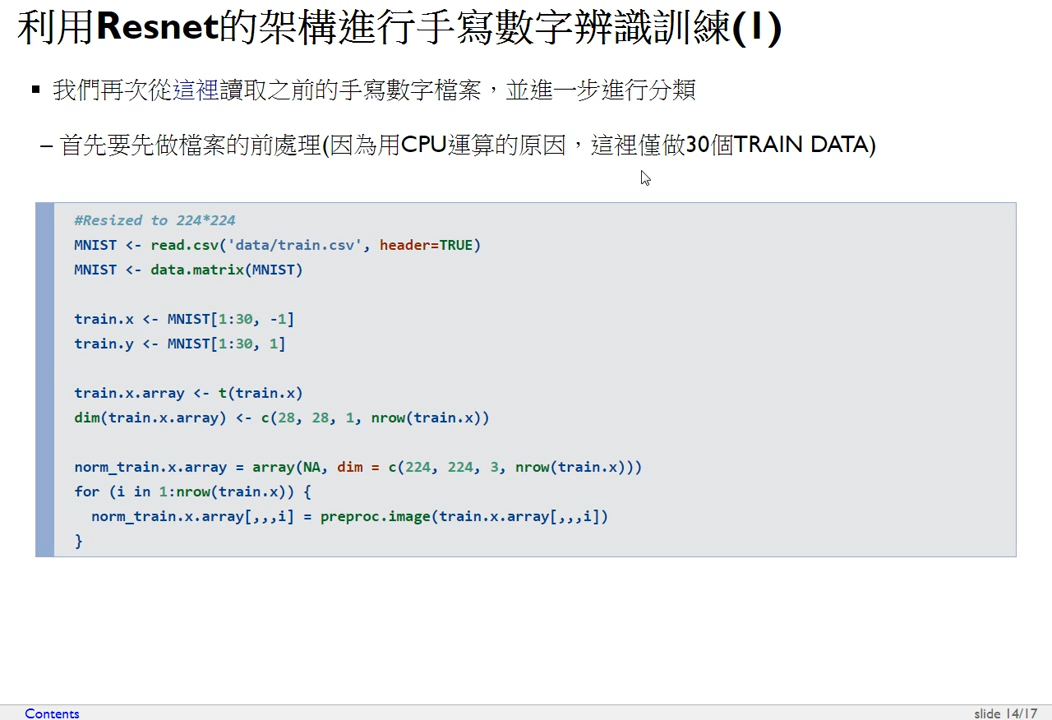 利用Resnet的架構進行手寫數字辨識訓練(1)
▪ 我們再次從這裡讀取之前的手寫數字檔案，並進一步進行分類
– 首先要先做檔案的前處理(因為用CPU運算的原因，這裡僅做30個TRAIN DATA)
#Resized to 224*224
MNIST <- read.csv('data/train.csv', header=TRUE)
MNIST <- data.matrix(MNIST)
train.x <- MNIST[1:30, -1]
train.y <- MNIST[1:30, 1]
train.x.array <- t(train.x)
dim(train.x.array) <- c(28, 28, 1, nrow(train.x))
norm_train.x.array = array(NA, dim = c(224, 224, 3, nrow(train.x)))
for (i in 1:nrow(train.x)) {
  norm_train.x.array[,,,i] = preproc.image(train.x.array[,,,i])
}
Contents
slide 14/17